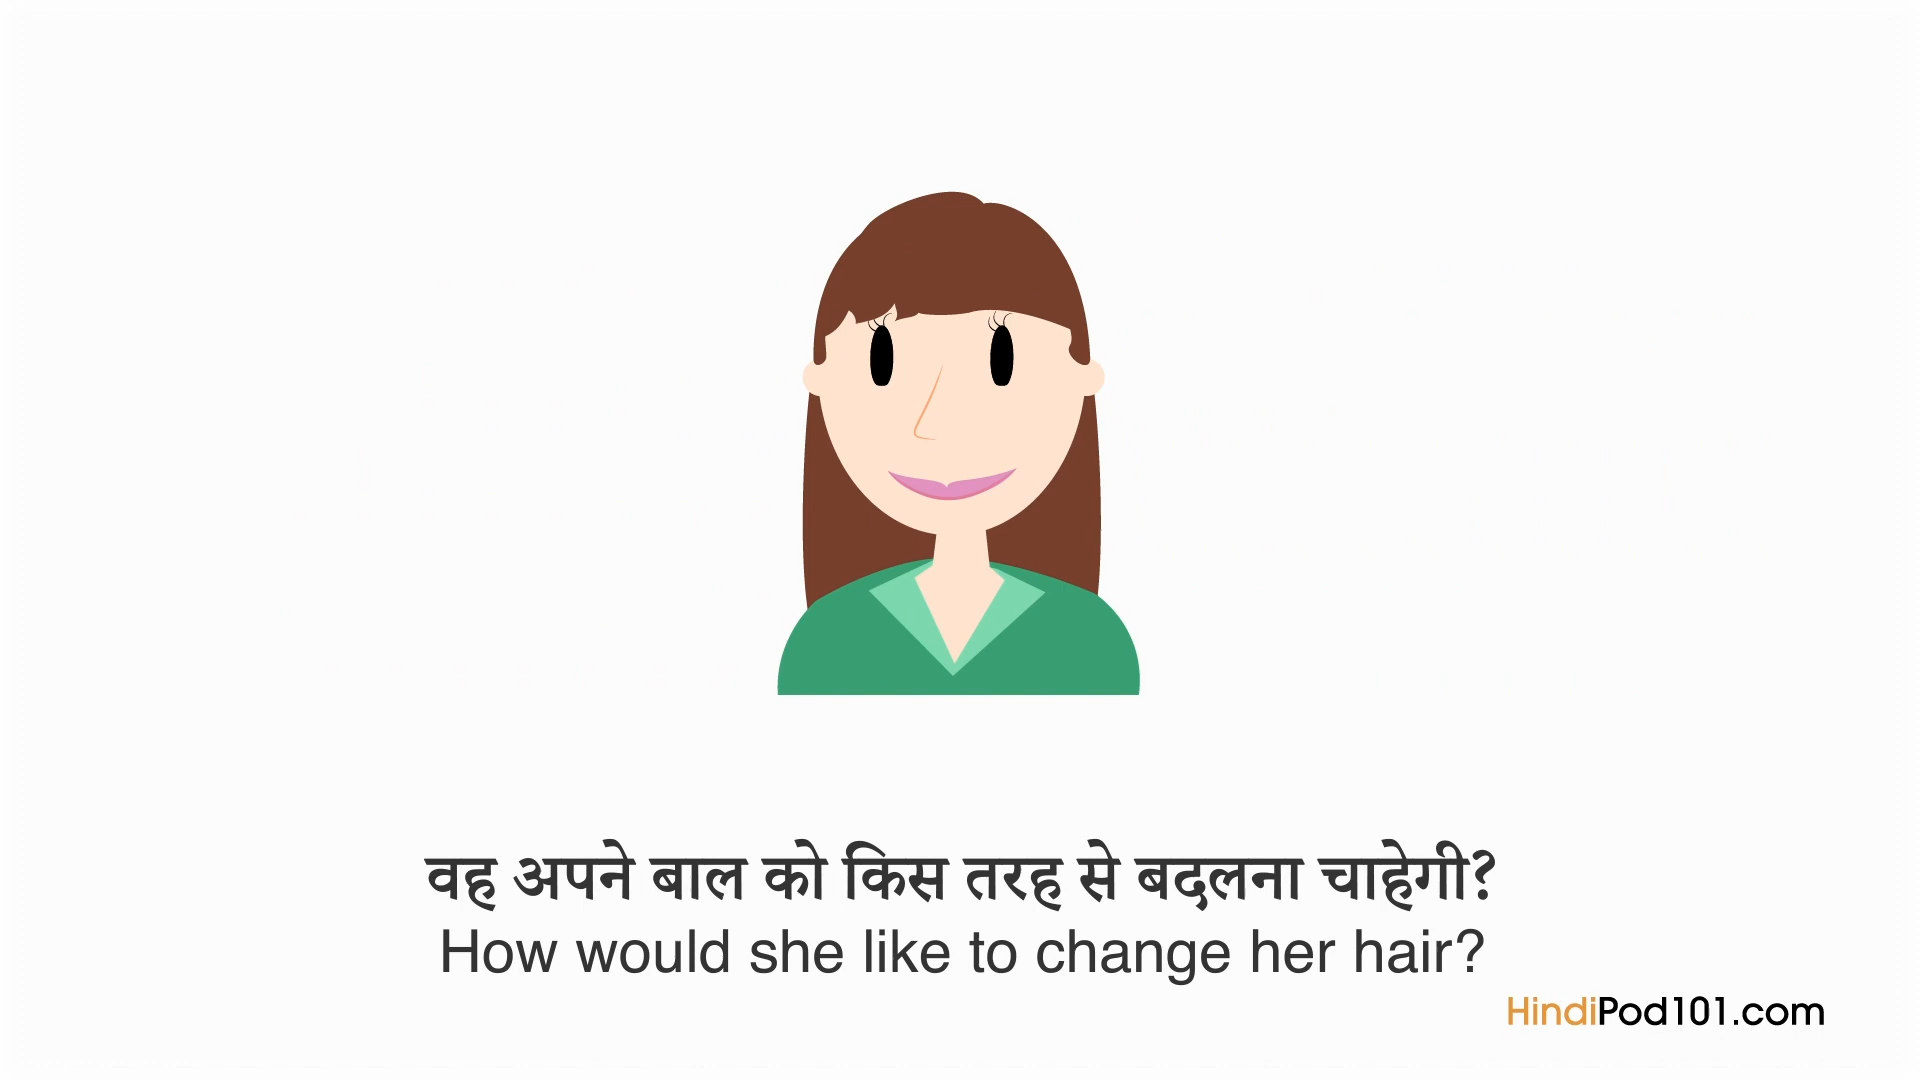 वह अपने बाल को किस तरह से बदलना चाहेगी?
How would she like to change her hair?
HindiPod101.com